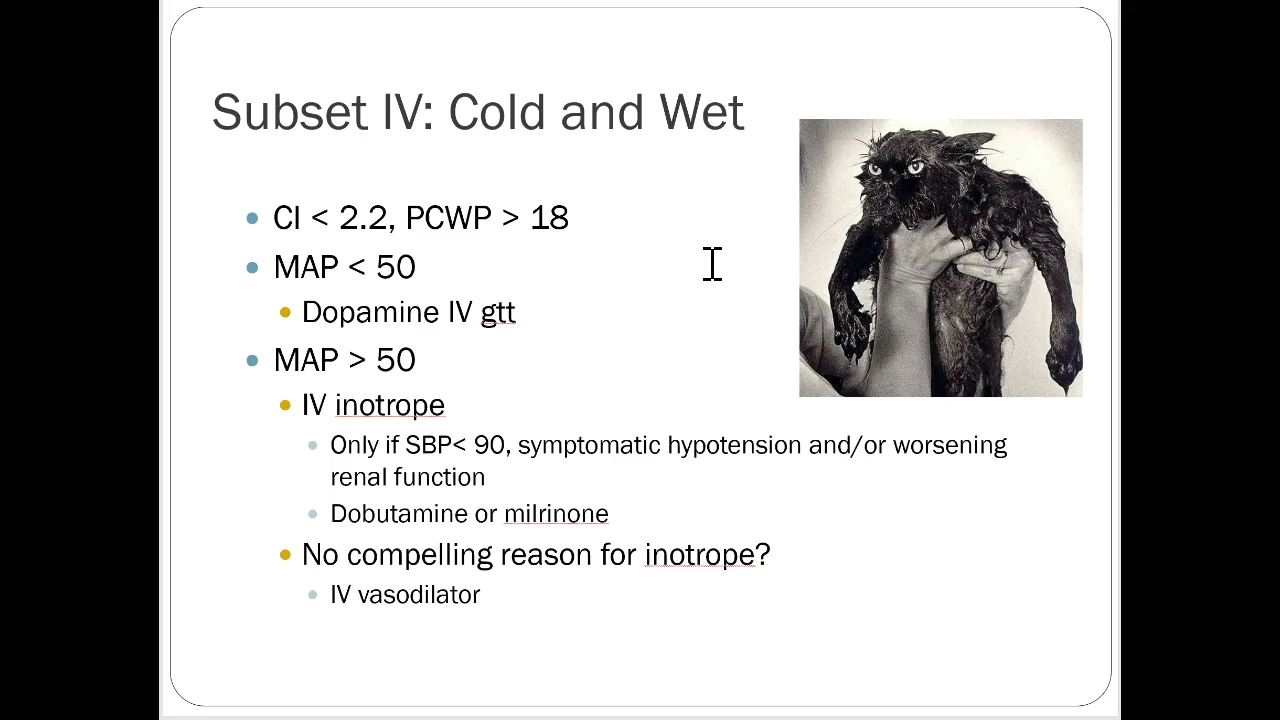 Subset IV: Cold and Wet
CI < 2.2, PCWP > 18
MAP < 50
Dopamine IV gtt
MAP > 50
IV inotrope
Only if SBP< 90, symptomatic hypotension and/or worsening
renal function
Dobutamine or milrinone
No compelling reason for inotrope?
IV vasodilator